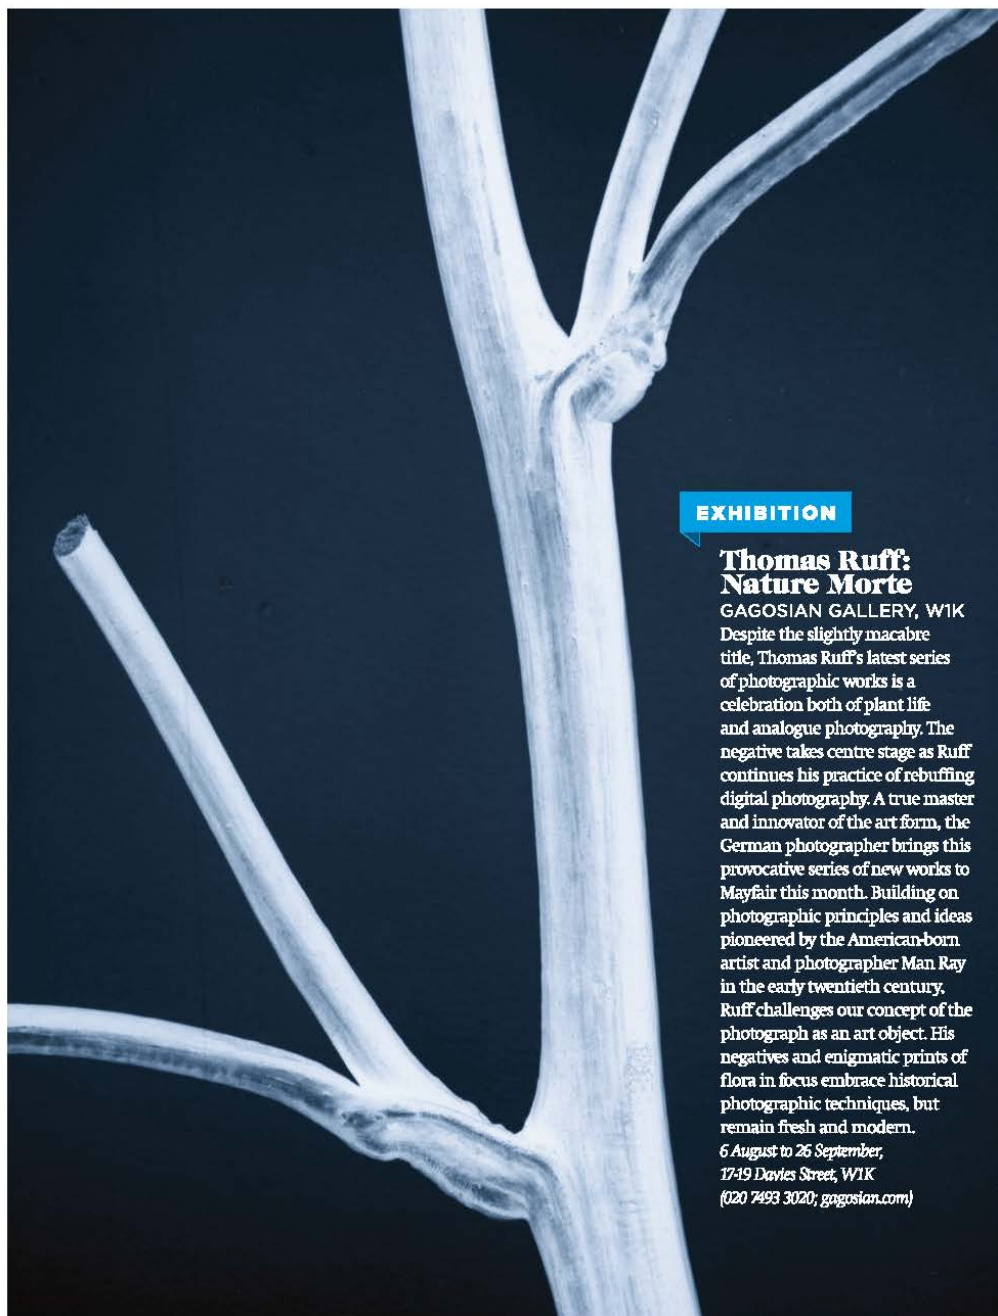 EXHIBITION
Thomas Ruff:
Nature Morte
GAGOSIAN GALLERY, W1K
Despite the slightly macabre
title, Thomas Ruff's latest series
of photographic works is a
celebration both of plant life
and analogue photography. The
negative takes centre stage as Ruff
continues his practice of rebuffing
digital photography. A true master
and innovator of the art form, the
German photographer brings this
provocative series of new works to
Mayfair this month. Building on
photographic principles and ideas
pioneered by the American-born
artist and photographer Man Ray
in the early twentieth century,
Ruff challenges our concept of the
photograph as an art object. His
negatives and enigmatic prints of
flora in focus embrace historical
photographic techniques, but
remain fresh and modern.
6 August to 26 September,
17-19 Davies Street, W1K
(020 7493 3020; gagosian.com)